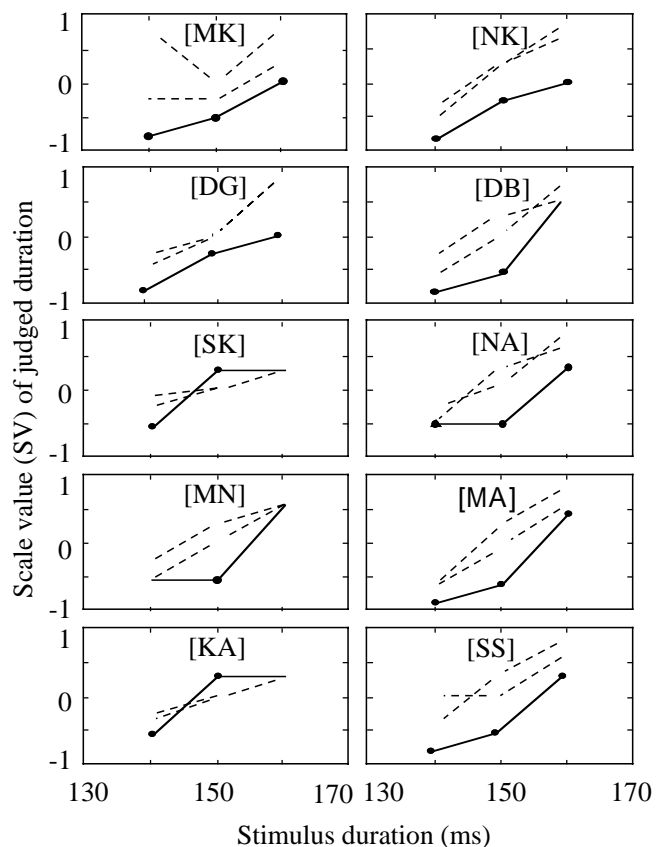 Scale value (SV) of judged duration
1
0
-1
[MK]
[NK]
1
0
-1
[DG]
[DB]
1
0
-1
[SK]
[NA]
1
0
-1
[MN]
[MA]
1
0
-1
[KA]
[SS]
130 150 170 130 150 170
Stimulus duration (ms)